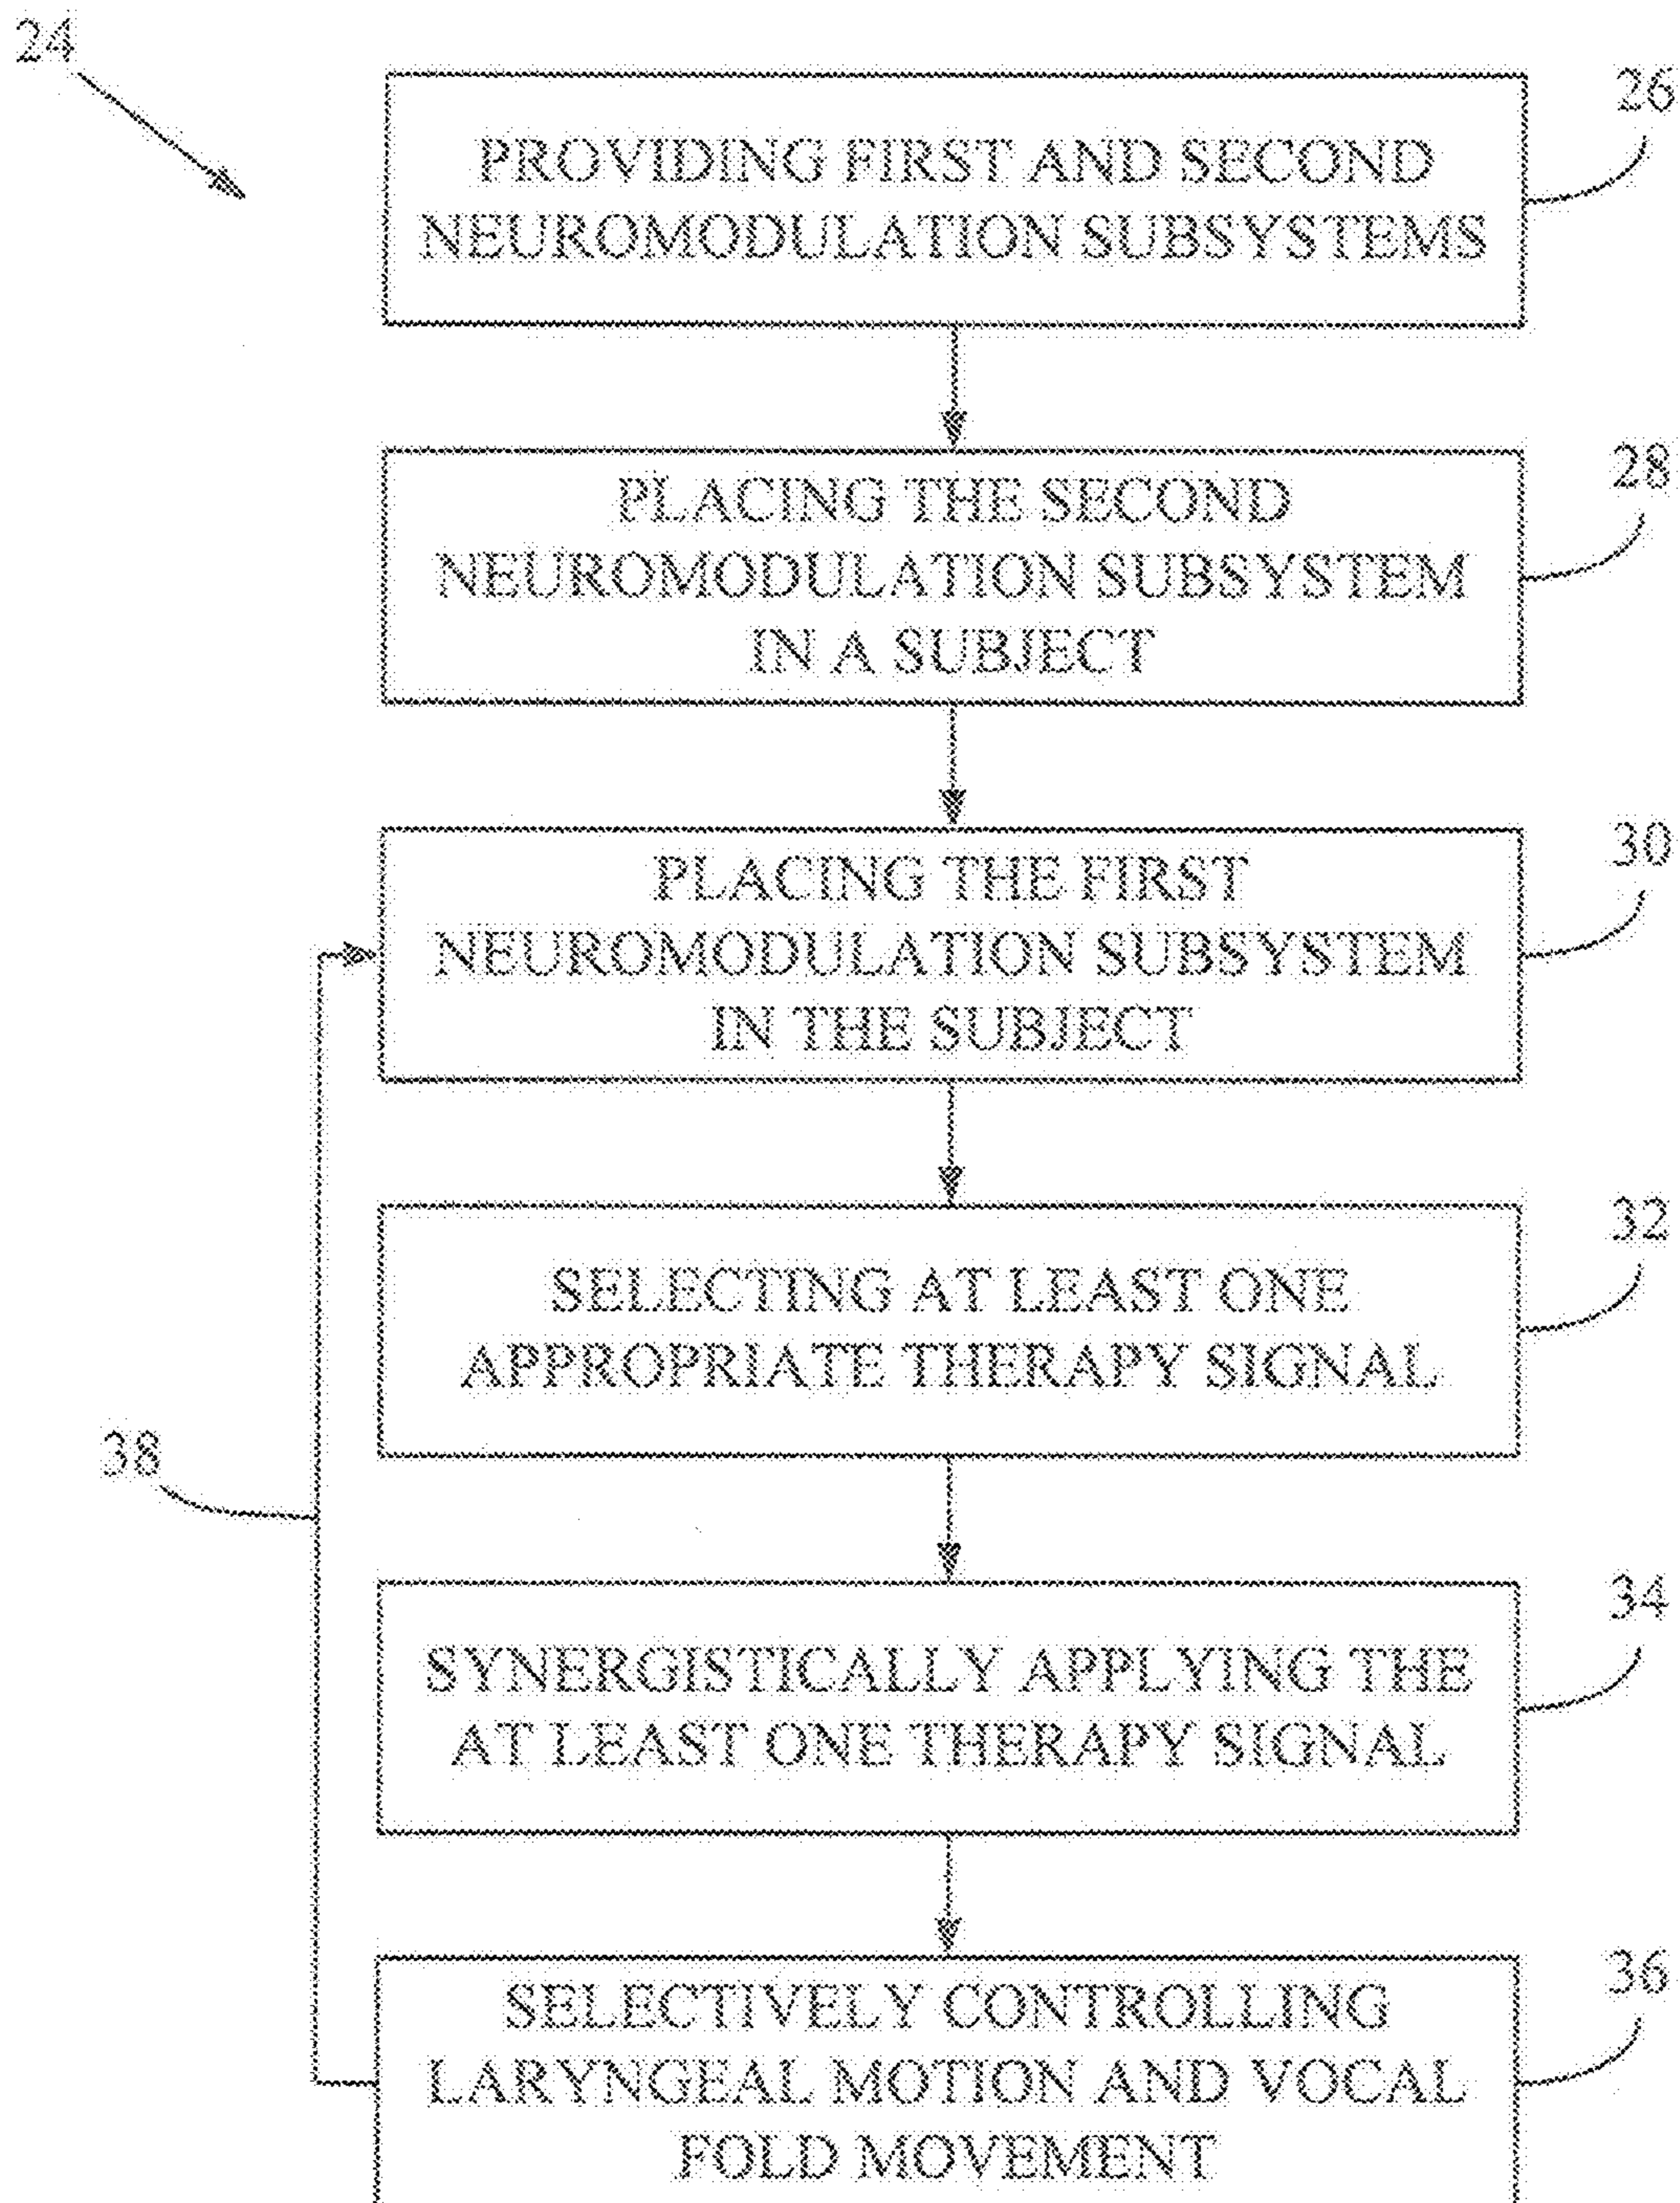 24
26
PROVIDING FIRST AND SECOND
NEUROMODULATION SUBSYSTEMS
28
PLACING THE SECOND
NEUROMODULATION SUBSYSTEM
IN A SUBJECT
30
PLACING THE FIRST
NEUROMODULATION SUBSYSTEM
IN THE SUBJECT
32
SELECTING AT LEAST ONE
APPROPRIATE THERAPY SIGNAL
38
34
SYNERGISTICALLY APPLYING THE
AT LEAST ONE THERAPY SIGNAL
36
SELECTIVELY CONTROLLING
LARYNGEAL MOTION AND VOCAL
FOLD MOVEMENT